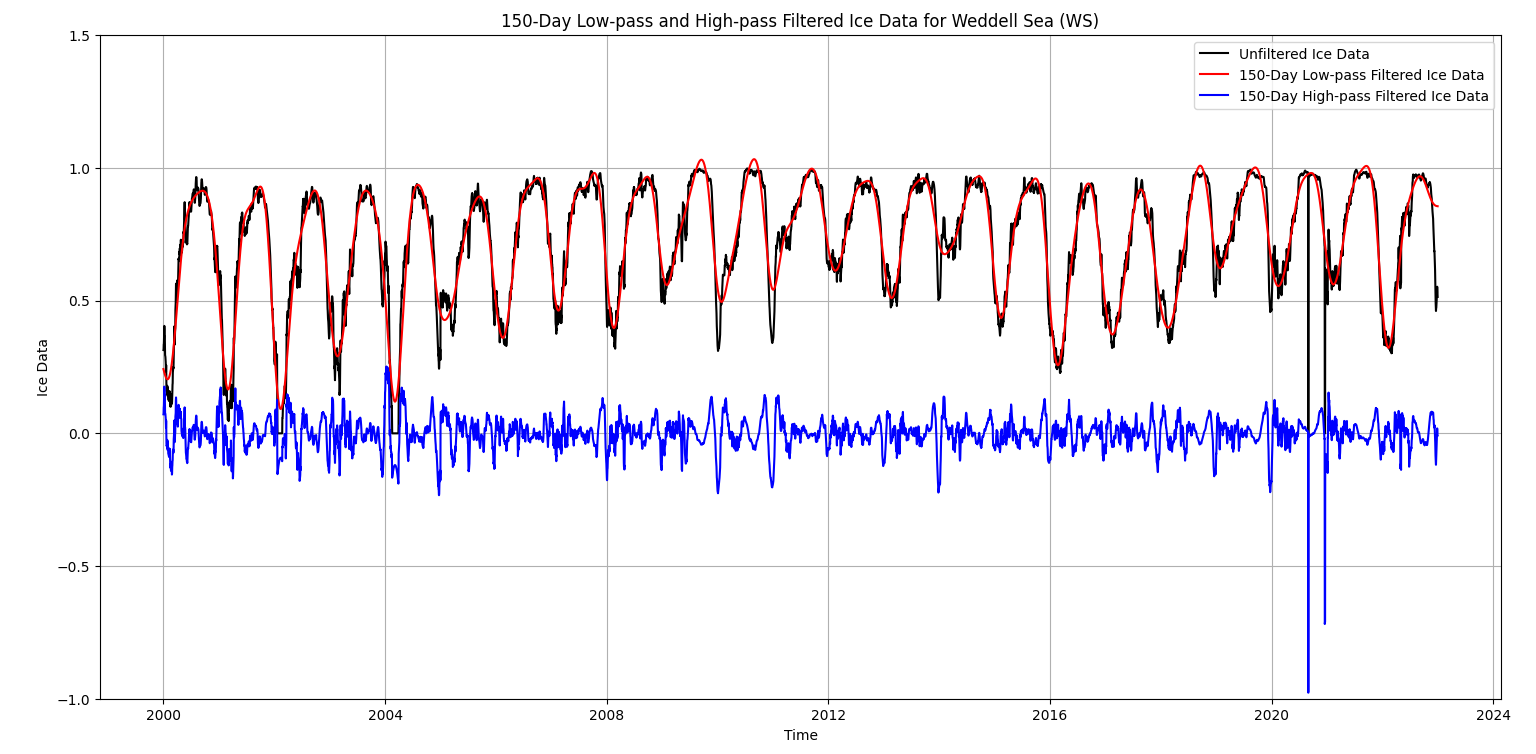 150-Day Low-pass and High-pass Filtered Ice Data for Weddell Sea (WS)
Unfiltered Ice Data
150-Day Low-pass Filtered Ice Data
150-Day High-pass Filtered Ice Data
1.5
1.0
0.5
0.0
−0.5
−1.0
Ice Data
2000 2004 2008 2012 2016 2020 2024
Time